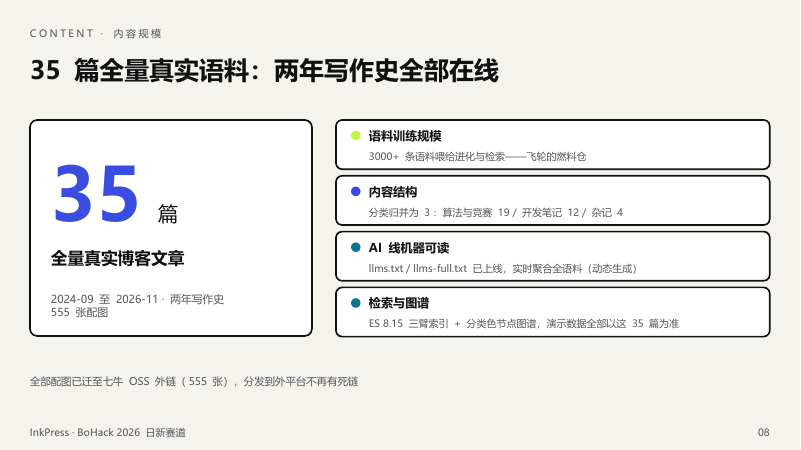 CONTENT · 内容规模
35 篇全量真实语料：两年写作史全部在线
35 篇
全量真实博客文章
2024-09 至 2026-11 · 两年写作史
555 张配图
语料训练规模
3000+ 条语料喂给进化与检索——飞轮的燃料仓
内容结构
分类归并为 3 ：算法与竞赛 19 / 开发笔记 12 / 杂记 4
AI 线机器可读
llms.txt / llms-full.txt 已上线，实时聚合全语料（动态生成）
检索与图谱
ES 8.15 三臂索引 + 分类色节点图谱，演示数据全部以这 35 篇为准
全部配图已迁至七牛 OSS 外链（ 555 张），分发到外平台不再有死链
InkPress · BoHack 2026 日新赛道
08